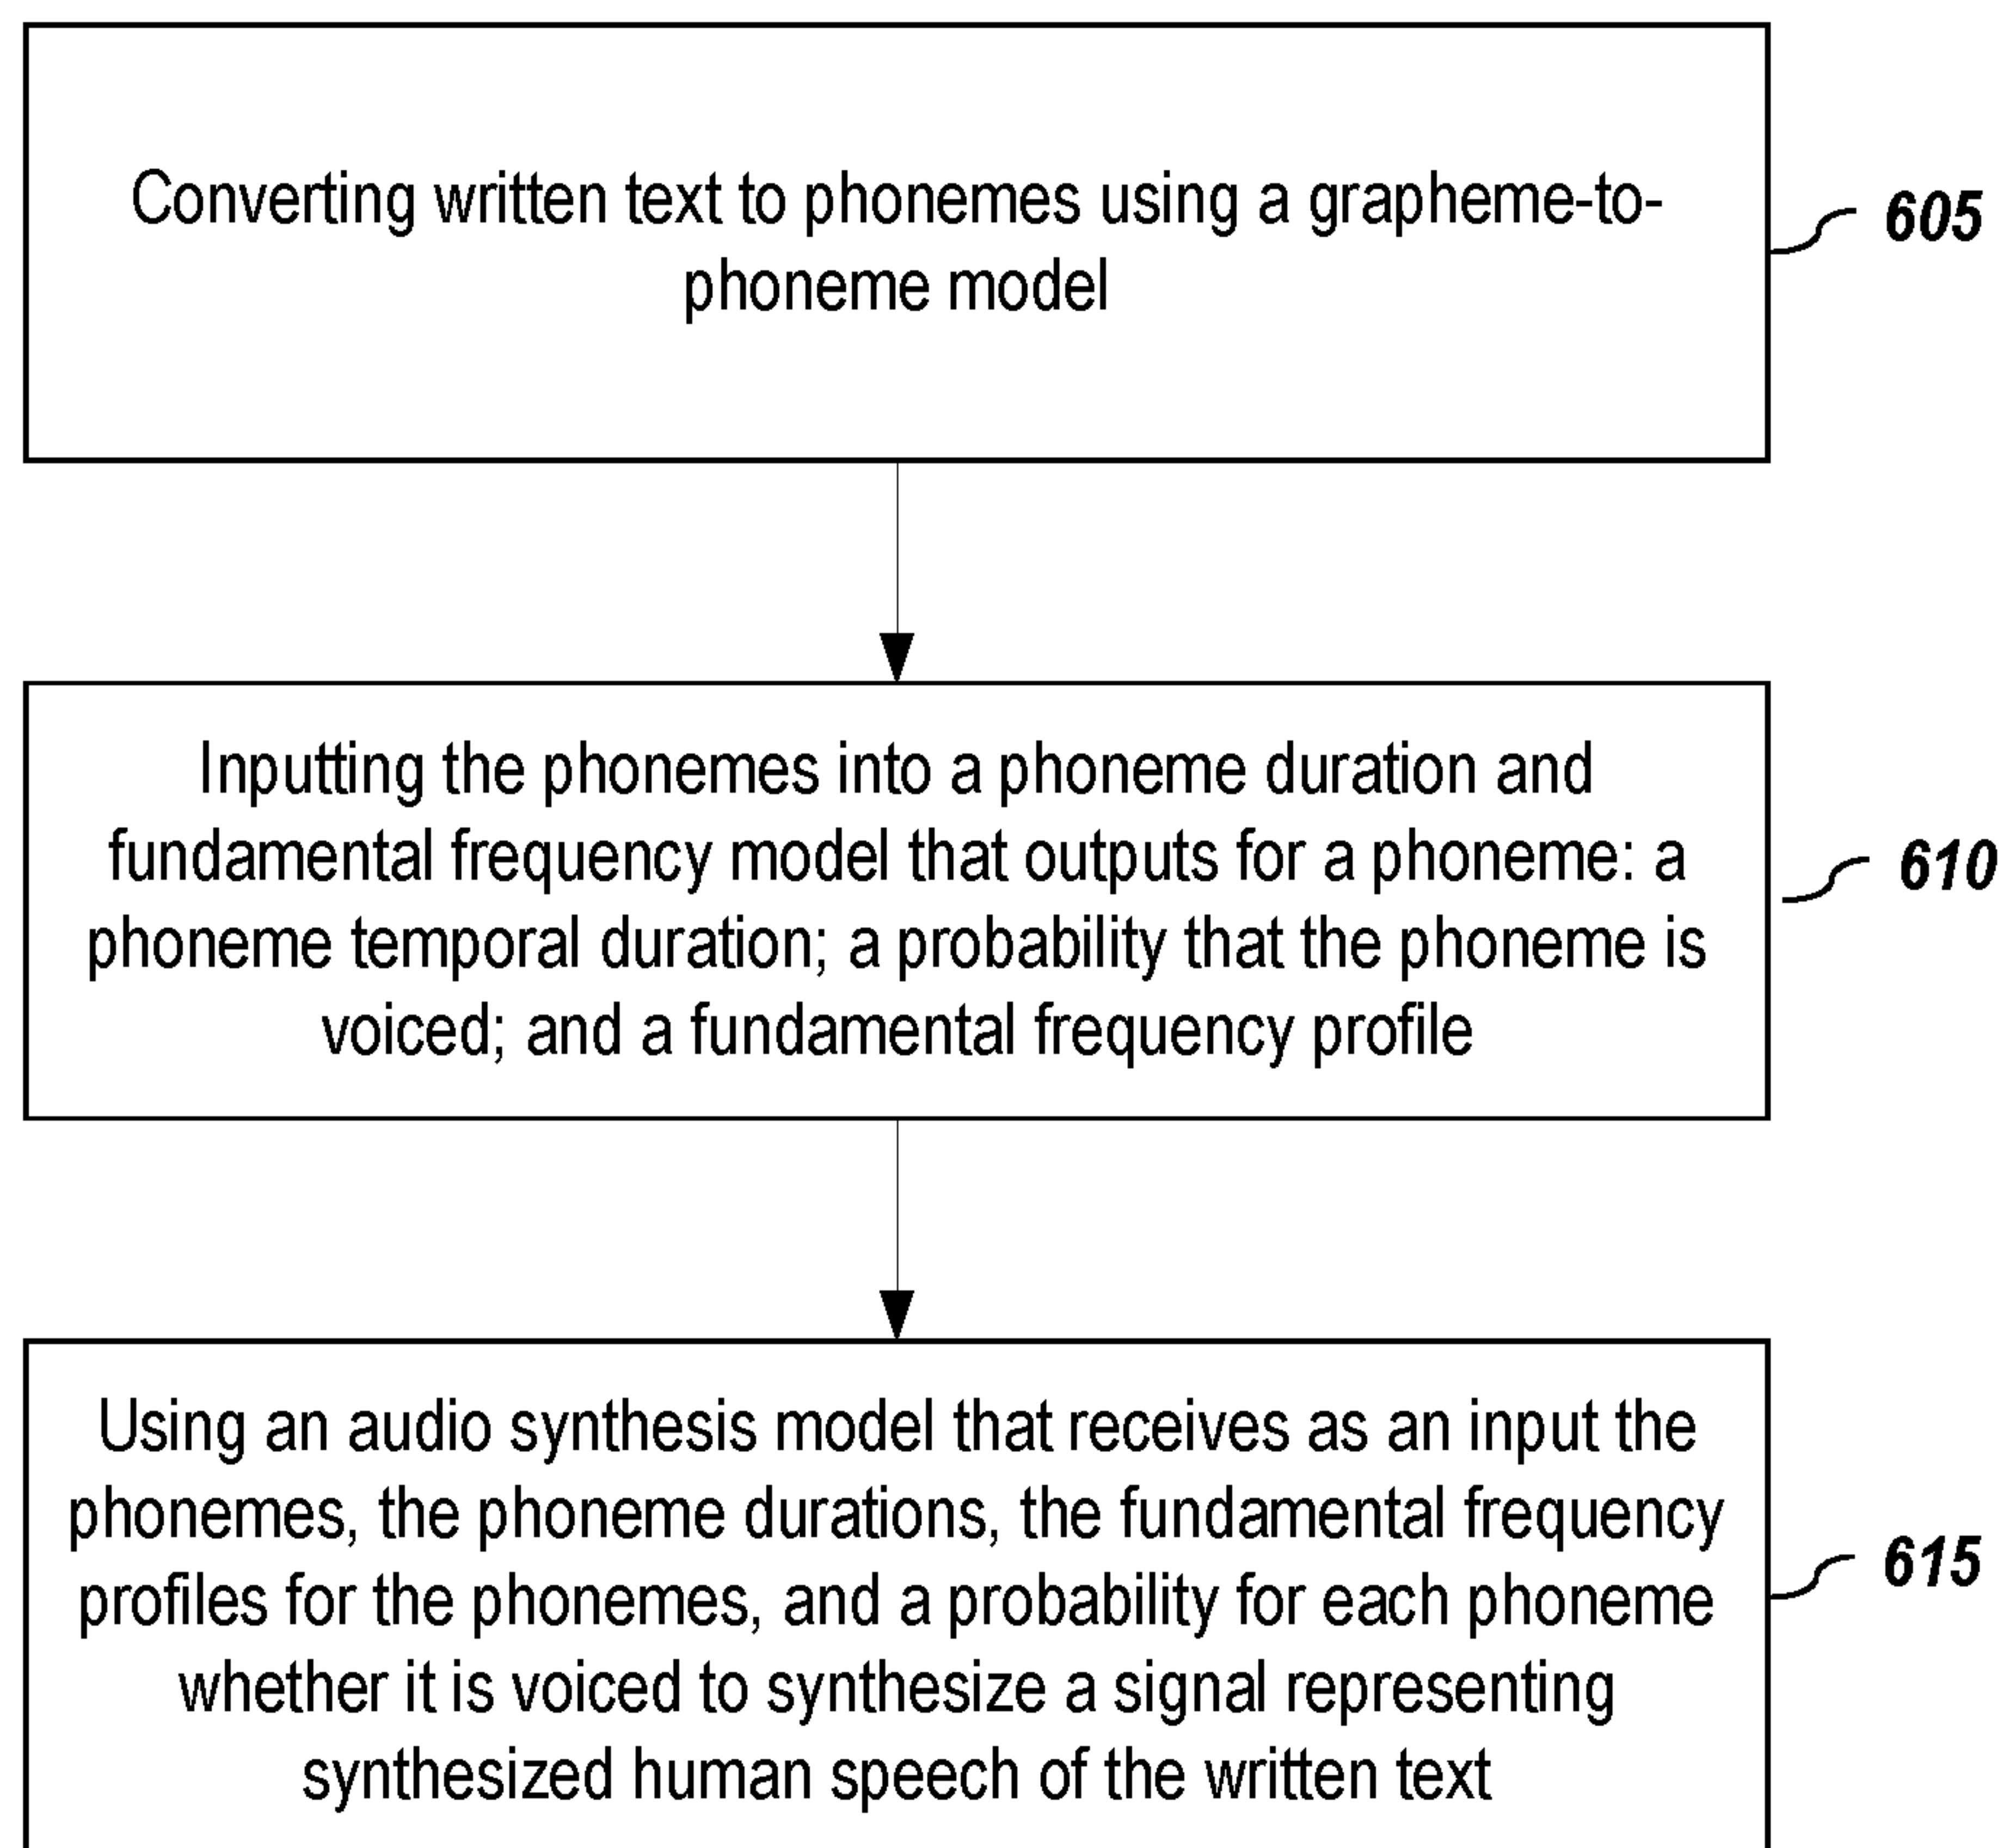 Converting written text to phonemes using a grapheme-to-
phoneme model
605
Inputting the phonemes into a phoneme duration and
fundamental frequency model that outputs for a phoneme: a
phoneme temporal duration; a probability that the phoneme is
voiced; and a fundamental frequency profile
610
Using an audio synthesis model that receives as an input the
phonemes, the phoneme durations, the fundamental frequency
profiles for the phonemes, and a probability for each phoneme
whether it is voiced to synthesize a signal representing
synthesized human speech of the written text
615